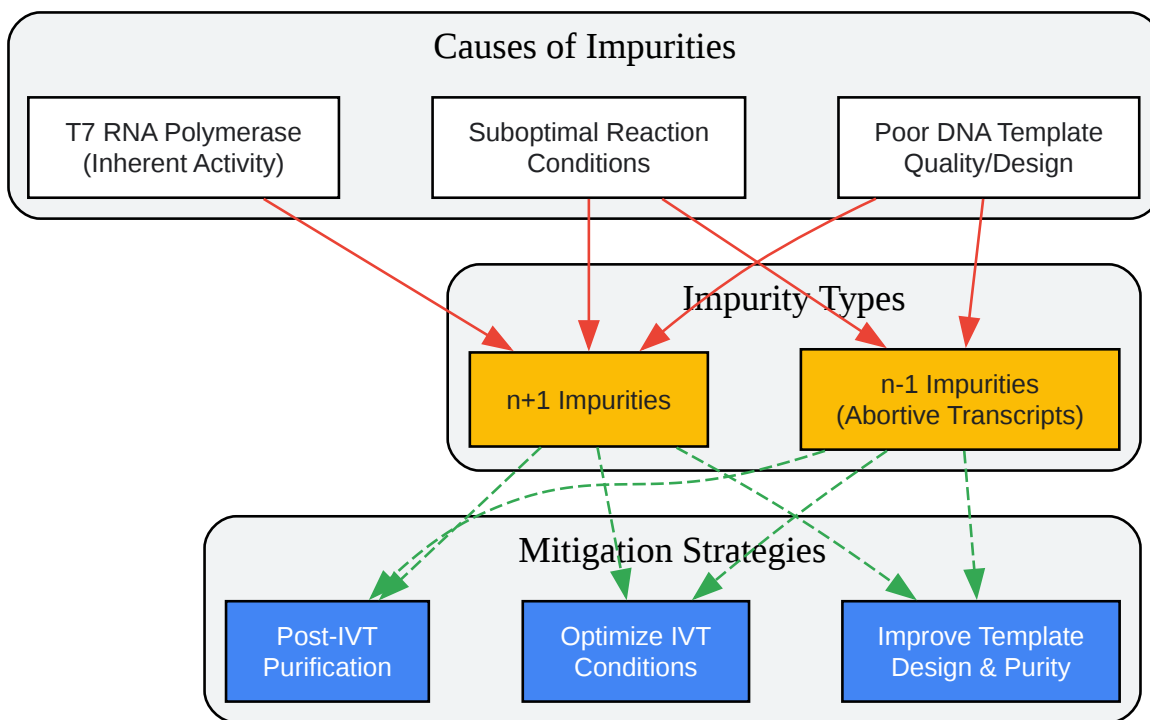 Causes of Impurities
T7 RNA Polymerase
(Inherent Activity)
Suboptimal Reaction
Conditions
Poor DNA Template
Quality/Design
Impurity Types
n+1 Impurities
n-1 Impurities
(Abortive Transcripts)
Mitigation Strategies
Post-IVT
Purification
Optimize IVT
Conditions
Improve Template
Design & Purity